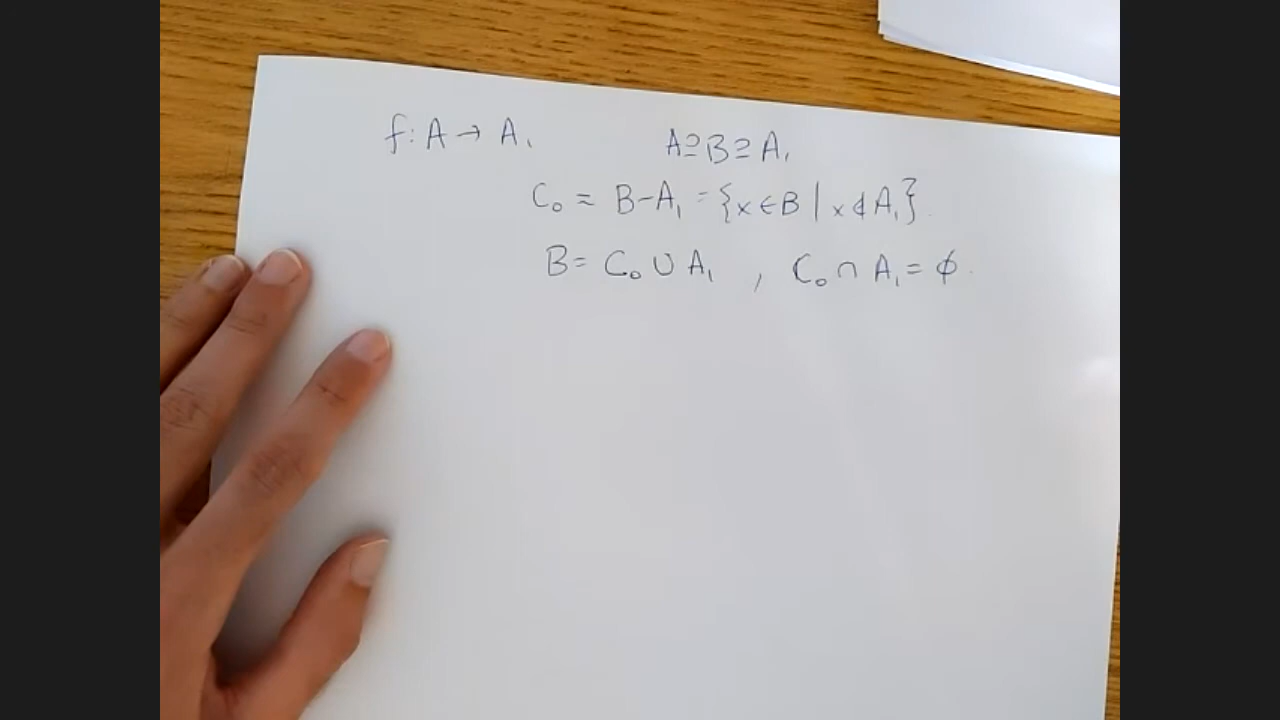 f: A → A₁ A ⊇ B ⊇ A₁
C₀ = B - A₁ = {x ∈ B | x ∉ A₁}.
B = C₀ ∪ A₁ , C₀ ∩ A₁ = ϕ.